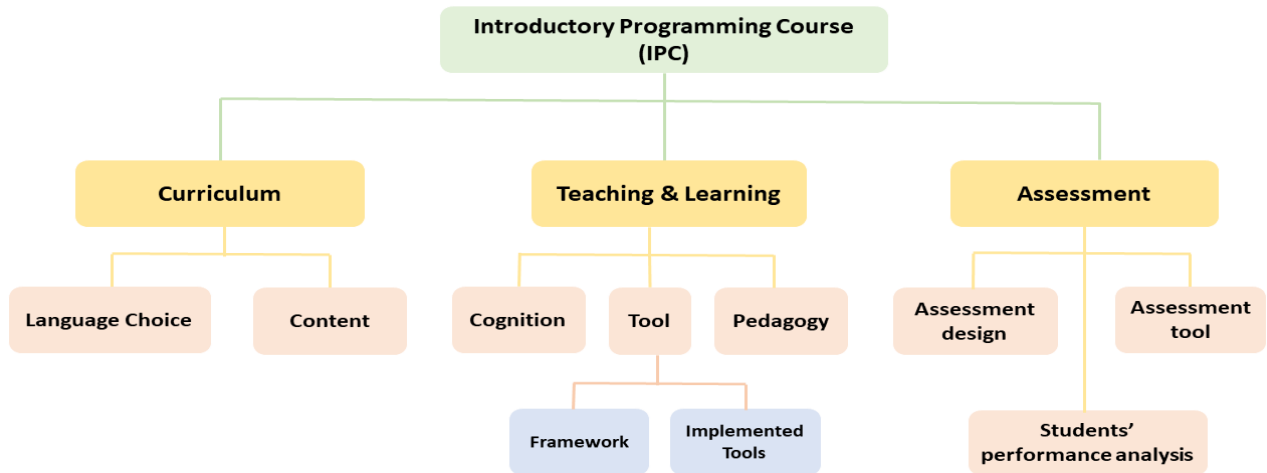 Introductory Programming Course
(IPC)
Curriculum
Teaching & Learning
Assessment
Language Choice
Content
Cognition
Tool
Pedagogy
Assessment
design
Assessment
tool
Framework
Implemented
Tools
Students’
performance analysis